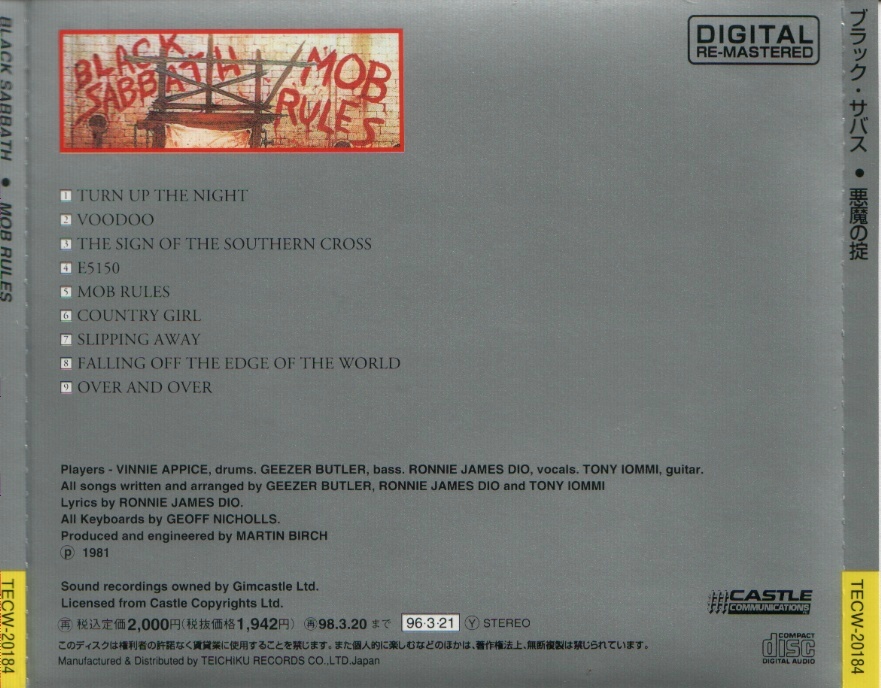 BLACK SABBATH ● MOB RULES
TECW-20184
BLACK SABBATH
MOB RULES
DIGITAL
RE-MASTERED
1 TURN UP THE NIGHT
2 VOODOO
3 THE SIGN OF THE SOUTHERN CROSS
4 E5150
5 MOB RULES
6 COUNTRY GIRL
7 SLIPPING AWAY
8 FALLING OFF THE EDGE OF THE WORLD
9 OVER AND OVER
Players - VINNIE APPICE, drums. GEEZER BUTLER, bass. RONNIE JAMES DIO, vocals. TONY IOMMI, guitar.
All songs written and arranged by GEEZER BUTLER, RONNIE JAMES DIO and TONY IOMMI
Lyrics by RONNIE JAMES DIO.
All Keyboards by GEOFF NICHOLLS.
Produced and engineered by MARTIN BIRCH
℗ 1981
Sound recordings owned by Gimcastle Ltd.
Licensed from Castle Copyrights Ltd.
税込定価2,000円(税抜価格1,942円) ㊢98.3.20 まで 96・3・21 Ⓨ STEREO
このディスクは権利者の許諾なく賃貸業に使用することを禁じます。また個人的に楽しむなどのほかは、著作権法上、無断複製は禁じられています。
Manufactured & Distributed by TEICHIKU RECORDS CO.,LTD.Japan
CASTLE
COMMUNICATIONS
COMPACT
disc
DIGITAL AUDIO
ブラック・サバス ● 悪魔の掟
TECW-20184